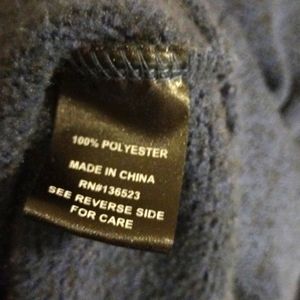 100% POLYESTER
MADE IN CHINA
RN#136523
SEE REVERSE SIDE
FOR CARE